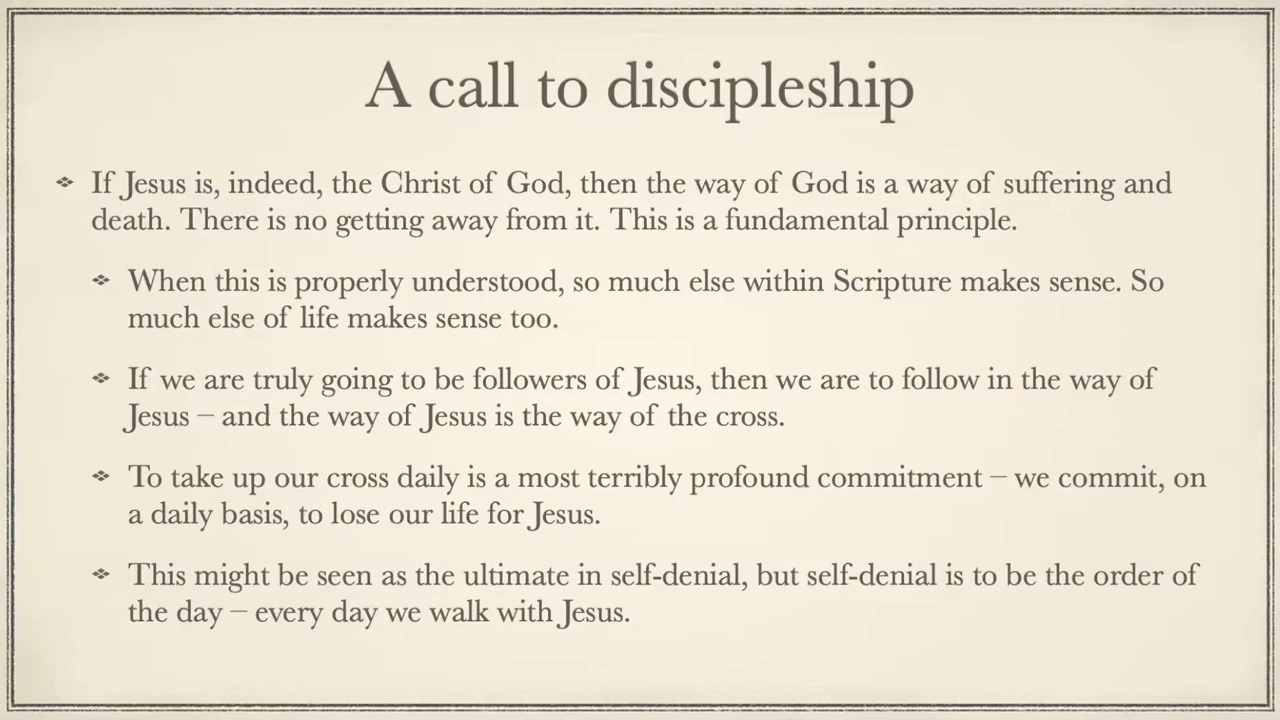 A call to discipleship
If Jesus is, indeed, the Christ of God, then the way of God is a way of suffering and
death. There is no getting away from it. This is a fundamental principle.
When this is properly understood, so much else within Scripture makes sense. So
much else of life makes sense too.
If we are truly going to be followers of Jesus, then we are to follow in the way of
Jesus – and the way of Jesus is the way of the cross.
To take up our cross daily is a most terribly profound commitment – we commit, on
a daily basis, to lose our life for Jesus.
This might be seen as the ultimate in self-denial, but self-denial is to be the order of
the day – every day we walk with Jesus.